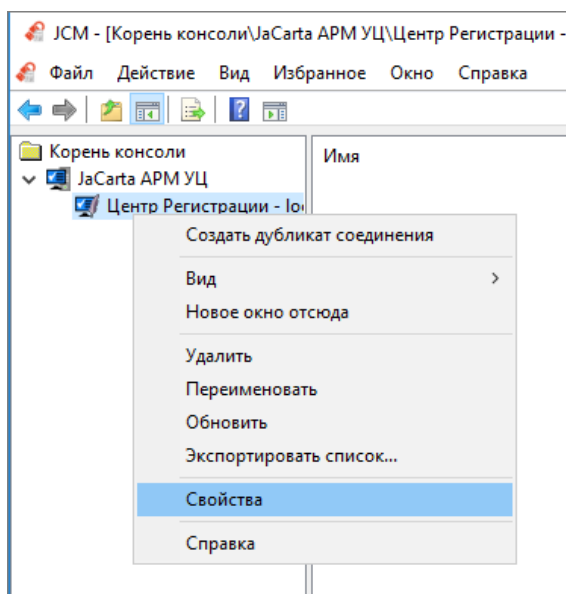 JCM - [Корень консоли\JaCarta АРМ УЦ\Центр Регистрации -
Файл Действие Вид Избранное Окно Справка
Корень консоли
Имя
JaCarta АРМ УЦ
Центр Регистрации - lo
Создать дубликат соединения
Вид
Новое окно отсюда
Удалить
Переименовать
Обновить
Экспортировать список...
Свойства
Справка